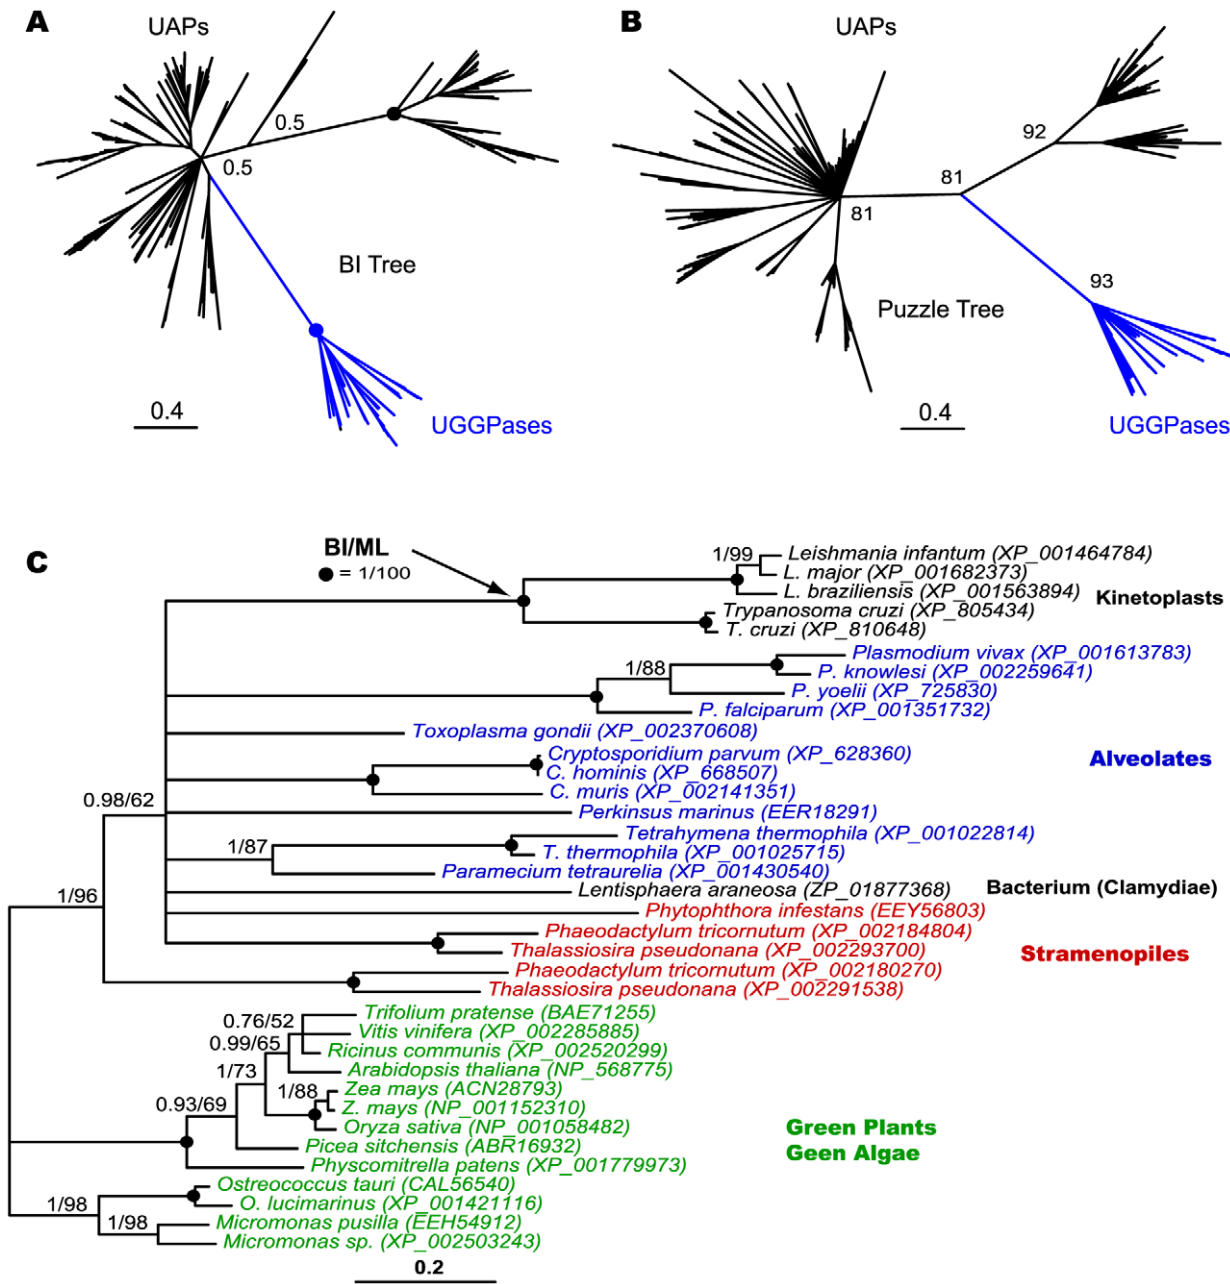 A
UAPs
0.5
0.5
BI Tree
0.4
UGGPases
B
UAPs
92
81
81
93
Puzzle Tree
0.4
UGGPases
C
BI/ML
= 1/100
1/99
Leishmania infantum (XP_001464784)
L. major (XP_001682373)
L. braziliensis (XP_001563894)
Kinetoplasts
Trypanosoma cruzi (XP_805434)
T. cruzi (XP_810648)
Plasmodium vivax (XP_001613783)
1/88
P. knowlesi (XP_002259641)
P. yoelii (XP_725830)
P. falciparum (XP_001351732)
Toxoplasma gondii (XP_002370608)
Cryptosporidium parvum (XP_628360)
Alveolates
C. hominis (XP_668507)
C. muris (XP_002141351)
0.98/62
Perkinsus marinus (EER18291)
Tetrahymena thermophila (XP_001022814)
1/87
T. thermophila (XP_001025715)
Paramecium tetraurelia (XP_001430540)
1/96
Lentisphaera araneosa (ZP_01877368)
Bacterium (Clamydiae)
Phytophthora infestans (EEY56803)
Phaeodactylum tricornutum (XP_002184804)
Thalassiosira pseudonana (XP_002293700)
Stramenopiles
Phaeodactylum tricornutum (XP_002180270)
Thalassiosira pseudonana (XP_002291538)
Trifolium pratense (BAE71255)
0.76/52
Vitis vinifera (XP_002285885)
0.99/65
Ricinus communis (XP_002520299)
1/73
Arabidopsis thaliana (NP_568775)
1/88
Zea mays (ACN28793)
0.93/69
Z. mays (NP_001152310)
Oryza sativa (NP_001058482)
Green Plants
Geen Algae
Picea sitchensis (ABR16932)
Physcomitrella patens (XP_001779973)
Ostreococcus tauri (CAL56540)
1/98
O. lucimarinus (XP_001421116)
1/98
Micromonas pusilla (EEH54912)
Micromonas sp. (XP_002503243)
0.2